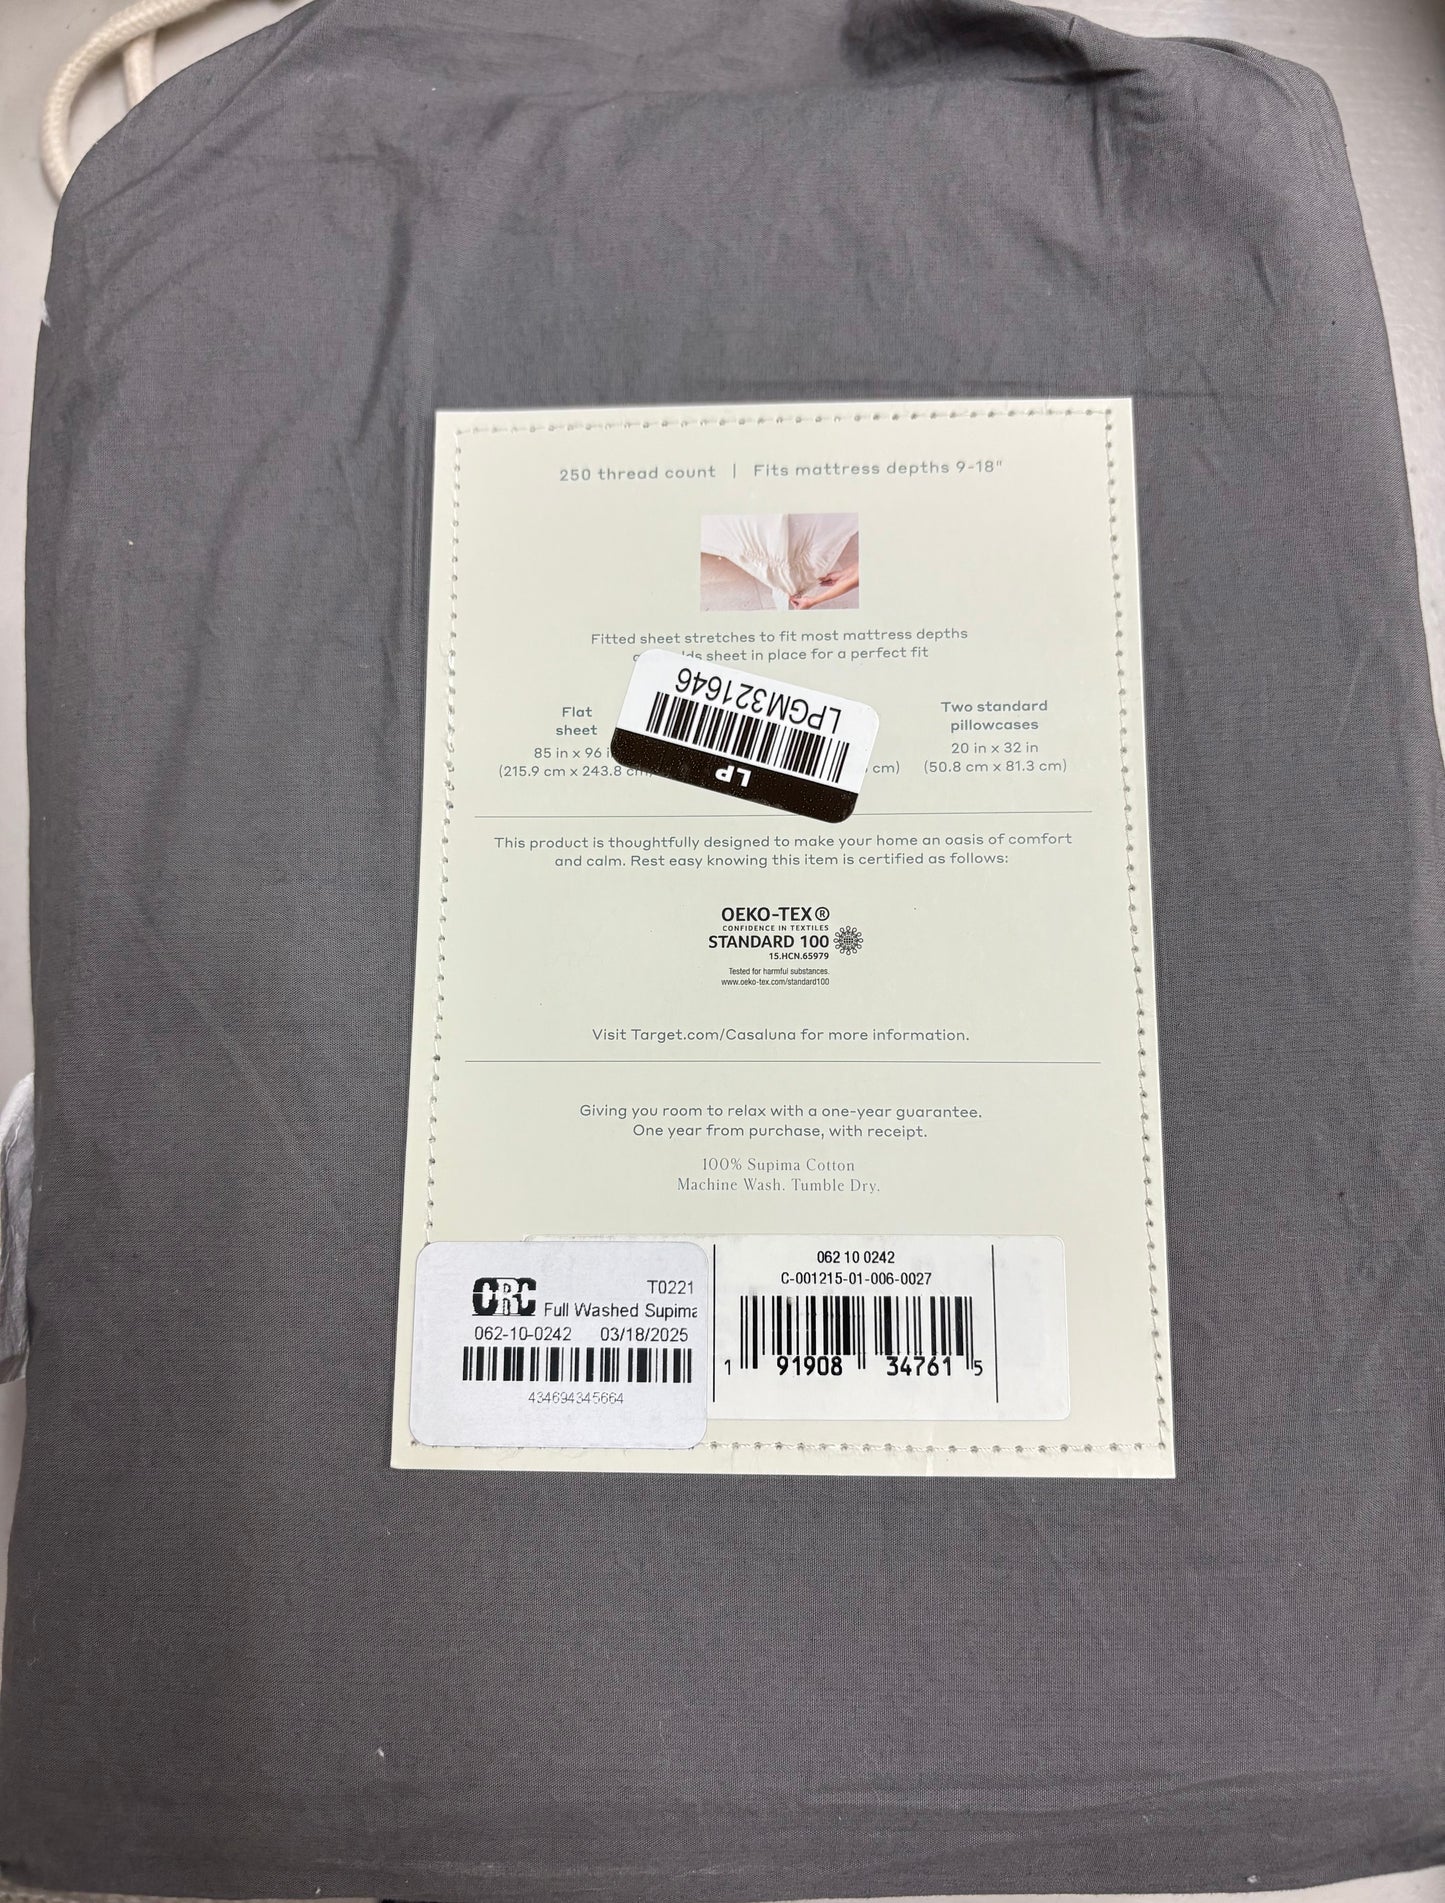 250 thread count | Fits mattress depths 9-18"
Fitted sheet stretches to fit most mattress depths
sheet in place for a perfect fit
LPGM321646
LP
Flat
sheet
85 in x 96
(215.9 cm x 243.8 cm)
cm)
Two standard
pillowcases
20 in x 32 in
(50.8 cm x 81.3 cm)
This product is thoughtfully designed to make your home an oasis of comfort
and calm. Rest easy knowing this item is certified as follows:
OEKO-TEX®
CONFIDENCE IN TEXTILES
STANDARD 100
15.HCN.65979
Tested for harmful substances.
www.oeko-tex.com/standard100
Visit Target.com/Casaluna for more information.
Giving you room to relax with a one-year guarantee.
One year from purchase, with receipt.
100% Supima Cotton
Machine Wash. Tumble Dry.
CRC T0221
Full Washed Supima
062-10-0242 03/18/2025
434694345664
062 10 0242
C-001215-01-006-0027
1 91908 34761 5